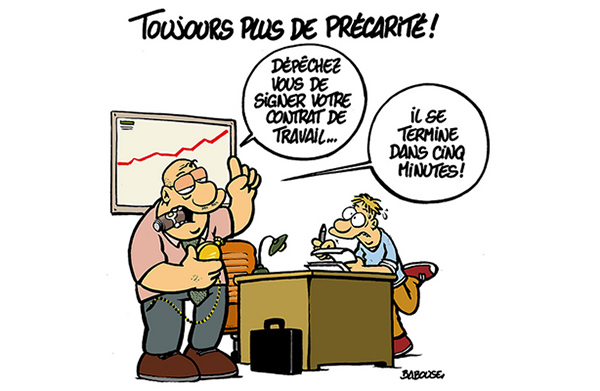 TOUJOURS PLUS DE PRÉCARITÉ!
DÉPÊCHEZ
VOUS DE
SIGNER VOTRE
CONTRAT DE
TRAVAIL...
IL SE
TERMINE
DANS CINQ
MINUTES!
BABOUSE.